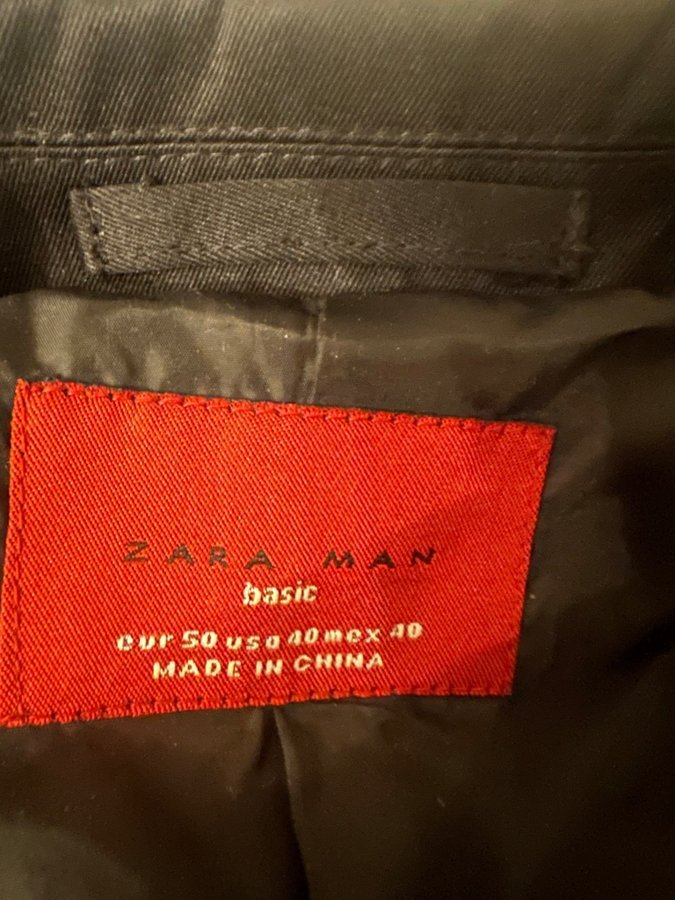 ZARA MAN
basic
eur 50 usa 40 mex 40
MADE IN CHINA